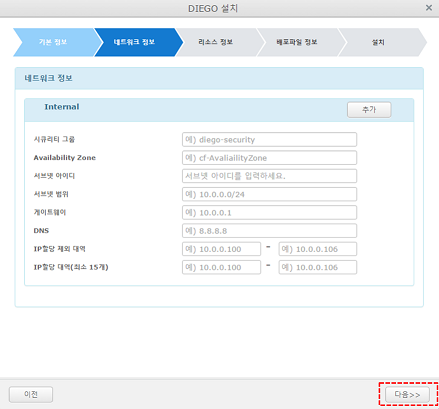 DIEGO 설치
×
기본 정보
네트워크 정보
리소스 정보
배포파일 정보
설치
네트워크 정보
Internal
추가
시큐리티 그룹
예) diego-security
Availability Zone
예) cf-AvaliailityZone
서브넷 아이디
서브넷 아이디를 입력하세요.
서브넷 범위
예) 10.0.0.0/24
게이트웨이
예) 10.0.0.1
DNS
예) 8.8.8.8
IP할당 제외 대역
예) 10.0.0.100 - 예) 10.0.0.106
IP할당 대역(최소 15개)
예) 10.0.0.100 - 예) 10.0.0.106
이전
다음>>